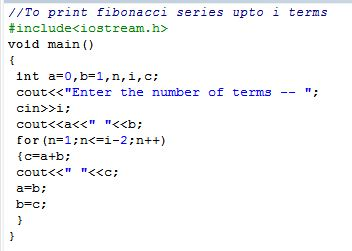 //To print fibonacci series upto i terms
#include<iostream.h>
void main()
{
int a=0,b=1,n,i,c;
cout<<"Enter the number of terms -- ";
cin>>i;
cout<<a<<" "<<b;
for(n=1;n<=i-2;n++)
{c=a+b;
cout<<" "<<c;
a=b;
b=c;
}
}